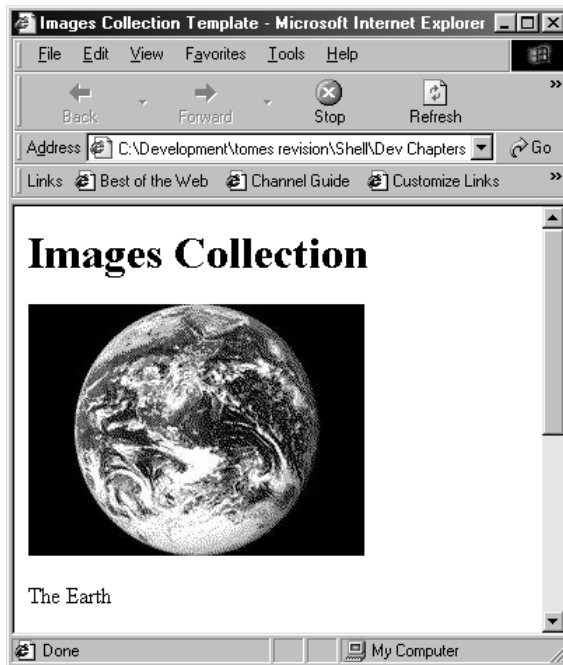 Images Collection Template - Microsoft Internet Explorer
File Edit View Favorites Tools Help
Back Forward Stop Refresh »
Address C:\Development\tomes revision\Shell\Dev Chapters Go
Links Best of the Web Channel Guide Customize Links »
Images Collection
The Earth
Done My Computer